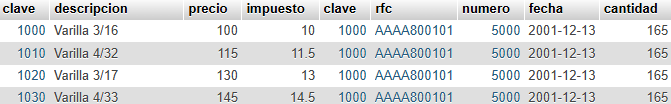 clave descripcion precio impuesto clave rfc numero fecha cantidad
1000 Varilla 3/16 100 10 1000 AAAA800101 5000 2001-12-13 165
1010 Varilla 4/32 115 11.5 1000 AAAA800101 5000 2001-12-13 165
1020 Varilla 3/17 130 13 1000 AAAA800101 5000 2001-12-13 165
1030 Varilla 4/33 145 14.5 1000 AAAA800101 5000 2001-12-13 165